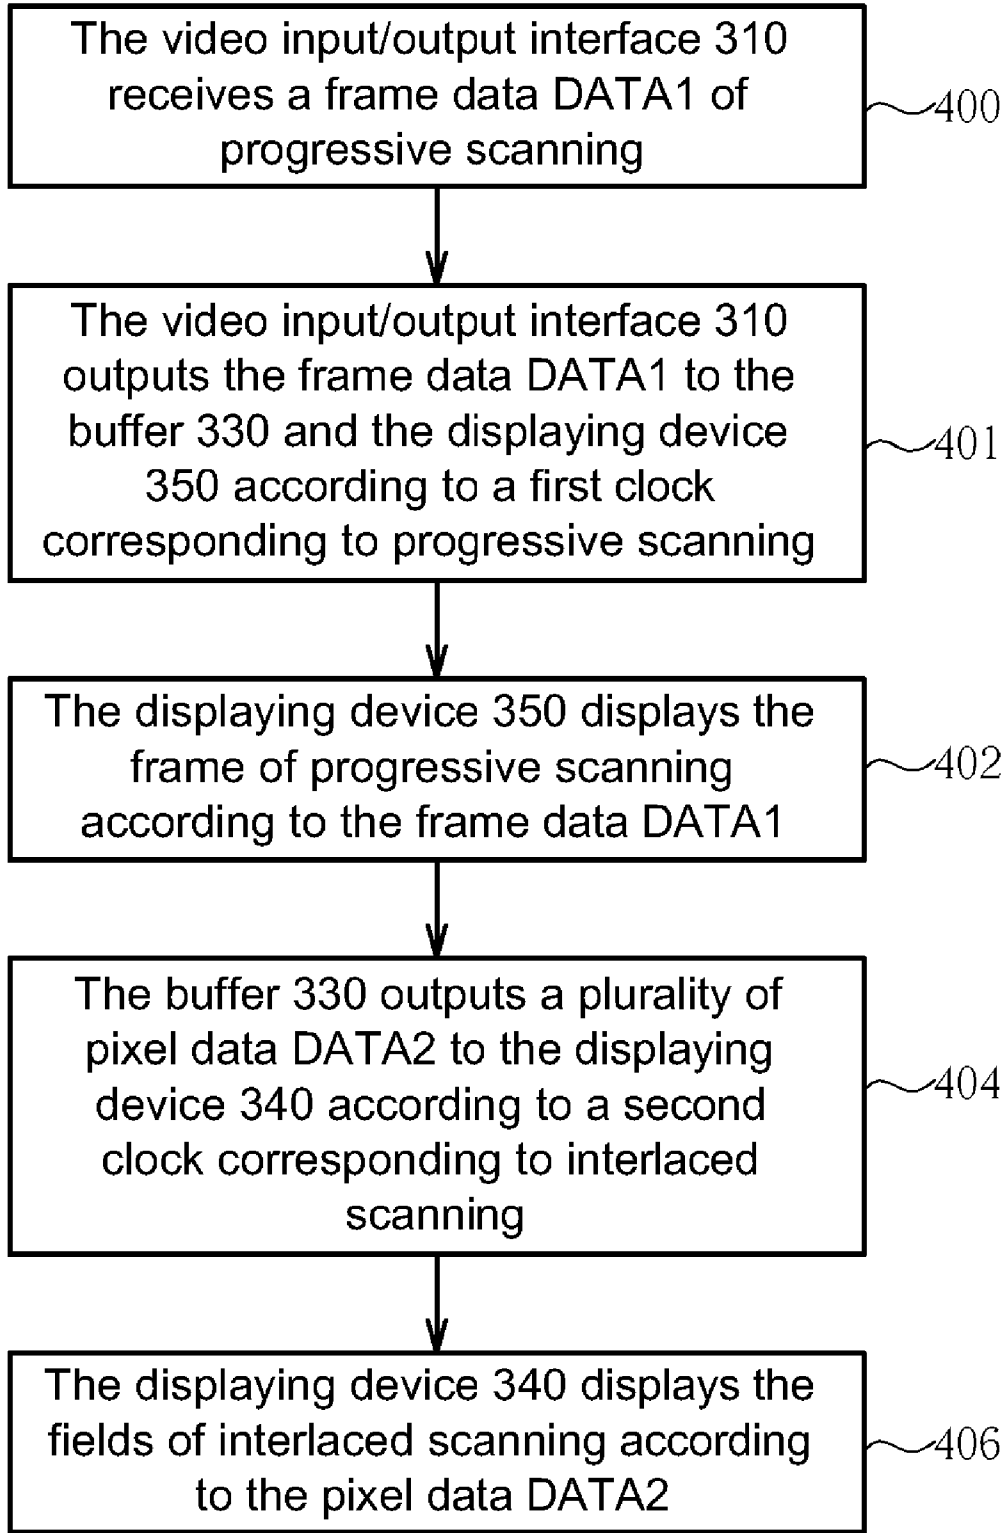 The video input/output interface 310
receives a frame data DATA1 of
progressive scanning
400
The video input/output interface 310
outputs the frame data DATA1 to the
buffer 330 and the displaying device
350 according to a first clock
corresponding to progressive scanning
401
The displaying device 350 displays the
frame of progressive scanning
according to the frame data DATA1
402
The buffer 330 outputs a plurality of
pixel data DATA2 to the displaying
device 340 according to a second
clock corresponding to interlaced
scanning
404
The displaying device 340 displays the
fields of interlaced scanning according
to the pixel data DATA2
406